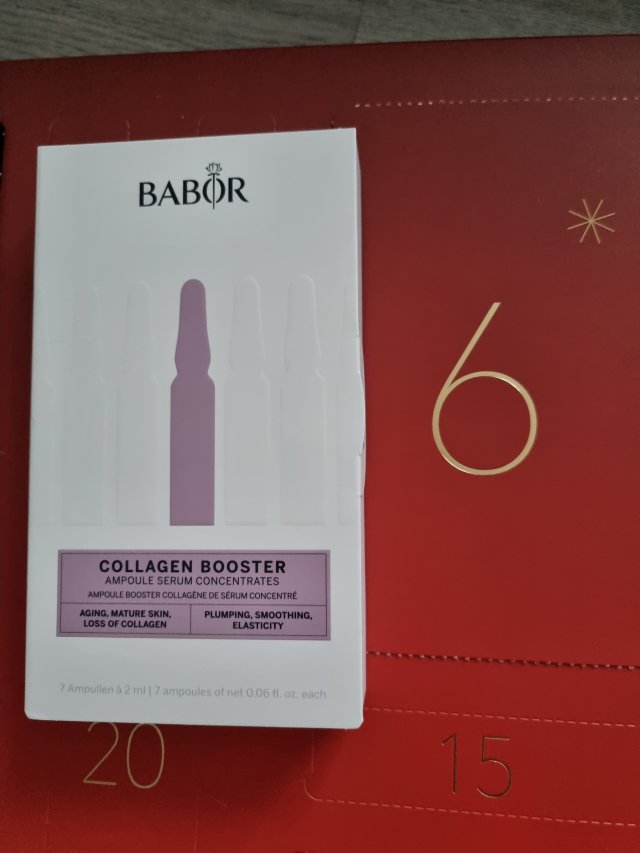 BABOR
6
COLLAGEN BOOSTER
AMPOULE SERUM CONCENTRATES
AMPOULE BOOSTER COLLAGÈNE DE SÉRUM CONCENTRÉ
AGING, MATURE SKIN,
LOSS OF COLLAGEN
PLUMPING, SMOOTHING,
ELASTICITY
7 Ampullen à 2 ml | 7 ampoules of net 0.06 fl. oz. each
20
15